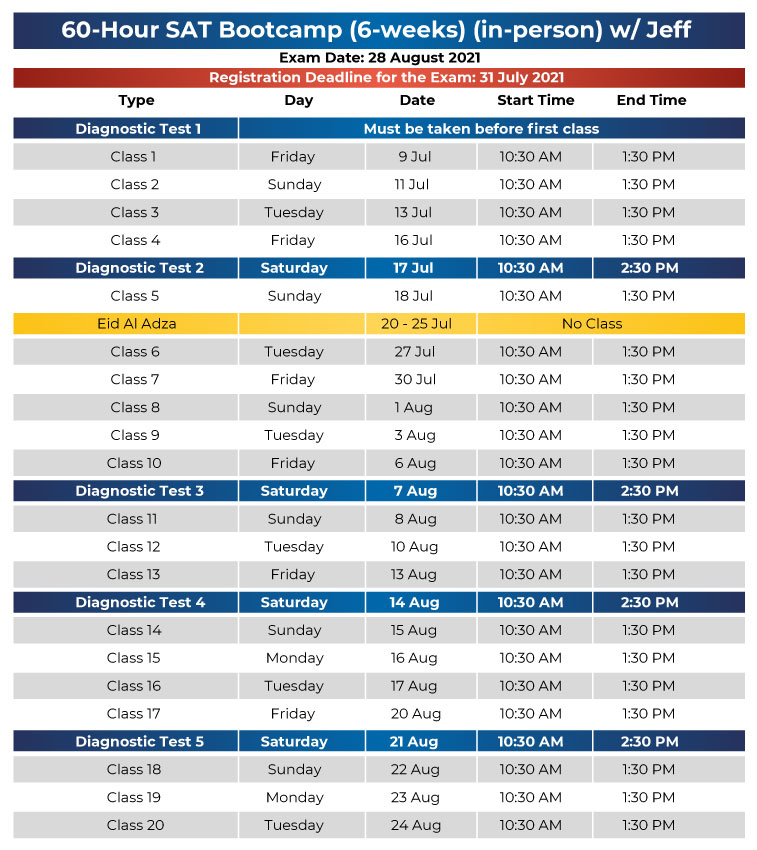 60-Hour SAT Bootcamp (6-weeks) (in-person) w/ Jeff
Exam Date: 28 August 2021
Registration Deadline for the Exam: 31 July 2021
Type Day Date Start Time End Time
Diagnostic Test 1 Must be taken before first class
Class 1 Friday 9 Jul 10:30 AM 1:30 PM
Class 2 Sunday 11 Jul 10:30 AM 1:30 PM
Class 3 Tuesday 13 Jul 10:30 AM 1:30 PM
Class 4 Friday 16 Jul 10:30 AM 1:30 PM
Diagnostic Test 2 Saturday 17 Jul 10:30 AM 2:30 PM
Class 5 Sunday 18 Jul 10:30 AM 1:30 PM
Eid Al Adza 20 - 25 Jul No Class
Class 6 Tuesday 27 Jul 10:30 AM 1:30 PM
Class 7 Friday 30 Jul 10:30 AM 1:30 PM
Class 8 Sunday 1 Aug 10:30 AM 1:30 PM
Class 9 Tuesday 3 Aug 10:30 AM 1:30 PM
Class 10 Friday 6 Aug 10:30 AM 1:30 PM
Diagnostic Test 3 Saturday 7 Aug 10:30 AM 2:30 PM
Class 11 Sunday 8 Aug 10:30 AM 1:30 PM
Class 12 Tuesday 10 Aug 10:30 AM 1:30 PM
Class 13 Friday 13 Aug 10:30 AM 1:30 PM
Diagnostic Test 4 Saturday 14 Aug 10:30 AM 2:30 PM
Class 14 Sunday 15 Aug 10:30 AM 1:30 PM
Class 15 Monday 16 Aug 10:30 AM 1:30 PM
Class 16 Tuesday 17 Aug 10:30 AM 1:30 PM
Class 17 Friday 20 Aug 10:30 AM 1:30 PM
Diagnostic Test 5 Saturday 21 Aug 10:30 AM 2:30 PM
Class 18 Sunday 22 Aug 10:30 AM 1:30 PM
Class 19 Monday 23 Aug 10:30 AM 1:30 PM
Class 20 Tuesday 24 Aug 10:30 AM 1:30 PM